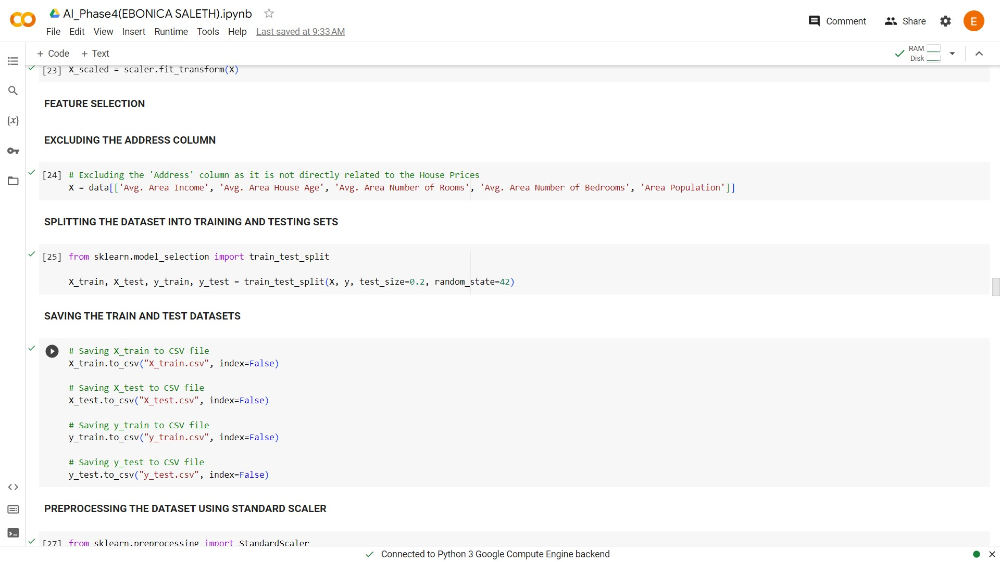 AI_Phase4(EBONICA SALETH).ipynb
Comment
Share
E
File Edit View Insert Runtime Tools Help Last saved at 9:33 AM
+ Code + Text
RAM
Disk
[23] X_scaled = scaler.fit_transform(X)
FEATURE SELECTION
{x}
EXCLUDING THE ADDRESS COLUMN
[24] # Excluding the 'Address' column as it is not directly related to the House Prices
X = data[['Avg. Area Income', 'Avg. Area House Age', 'Avg. Area Number of Rooms', 'Avg. Area Number of Bedrooms', 'Area Population']]
SPLITTING THE DATASET INTO TRAINING AND TESTING SETS
[25] from sklearn.model_selection import train_test_split
X_train, X_test, y_train, y_test = train_test_split(X, y, test_size=0.2, random_state=42)
SAVING THE TRAIN AND TEST DATASETS
# Saving X_train to CSV file
X_train.to_csv("X_train.csv", index=False)
# Saving X_test to CSV file
X_test.to_csv("X_test.csv", index=False)
# Saving y_train to CSV file
y_train.to_csv("y_train.csv", index=False)
# Saving y_test to CSV file
y_test.to_csv("y_test.csv", index=False)
PREPROCESSING THE DATASET USING STANDARD SCALER
[27] from sklearn.preprocessing import StandardScaler
Connected to Python 3 Google Compute Engine backend